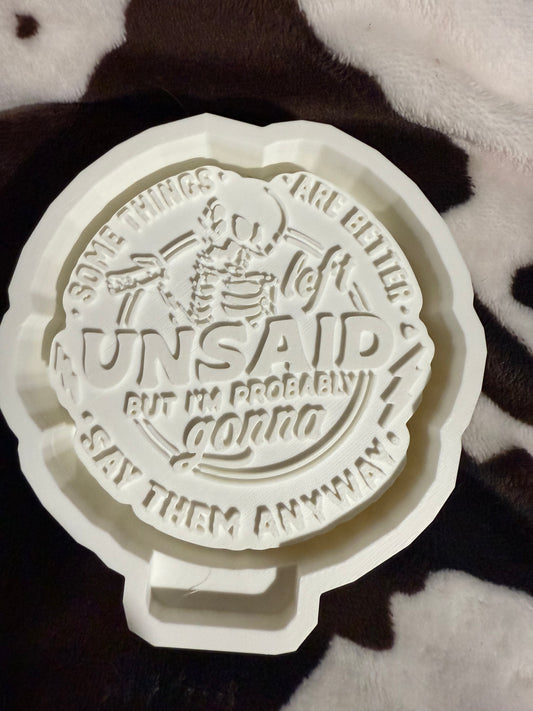 · SOME THINGS ·
· ARE BETTER ·
left
UNSAID
BUT I'M PROBABLY
gonna
· SAY THEM ANYWAY ·